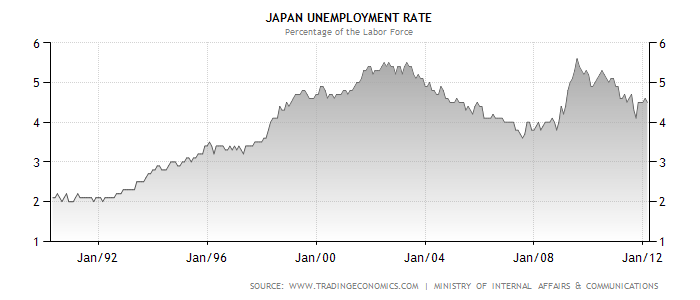 JAPAN UNEMPLOYMENT RATE
Percentage of the Labor Force
6 6
5 5
4 4
3 3
2 2
1 1
Jan/92 Jan/96 Jan/00 Jan/04 Jan/08 Jan/12
SOURCE: WWW.TRADINGECONOMICS.COM | MINISTRY OF INTERNAL AFFAIRS & COMMUNICATIONS